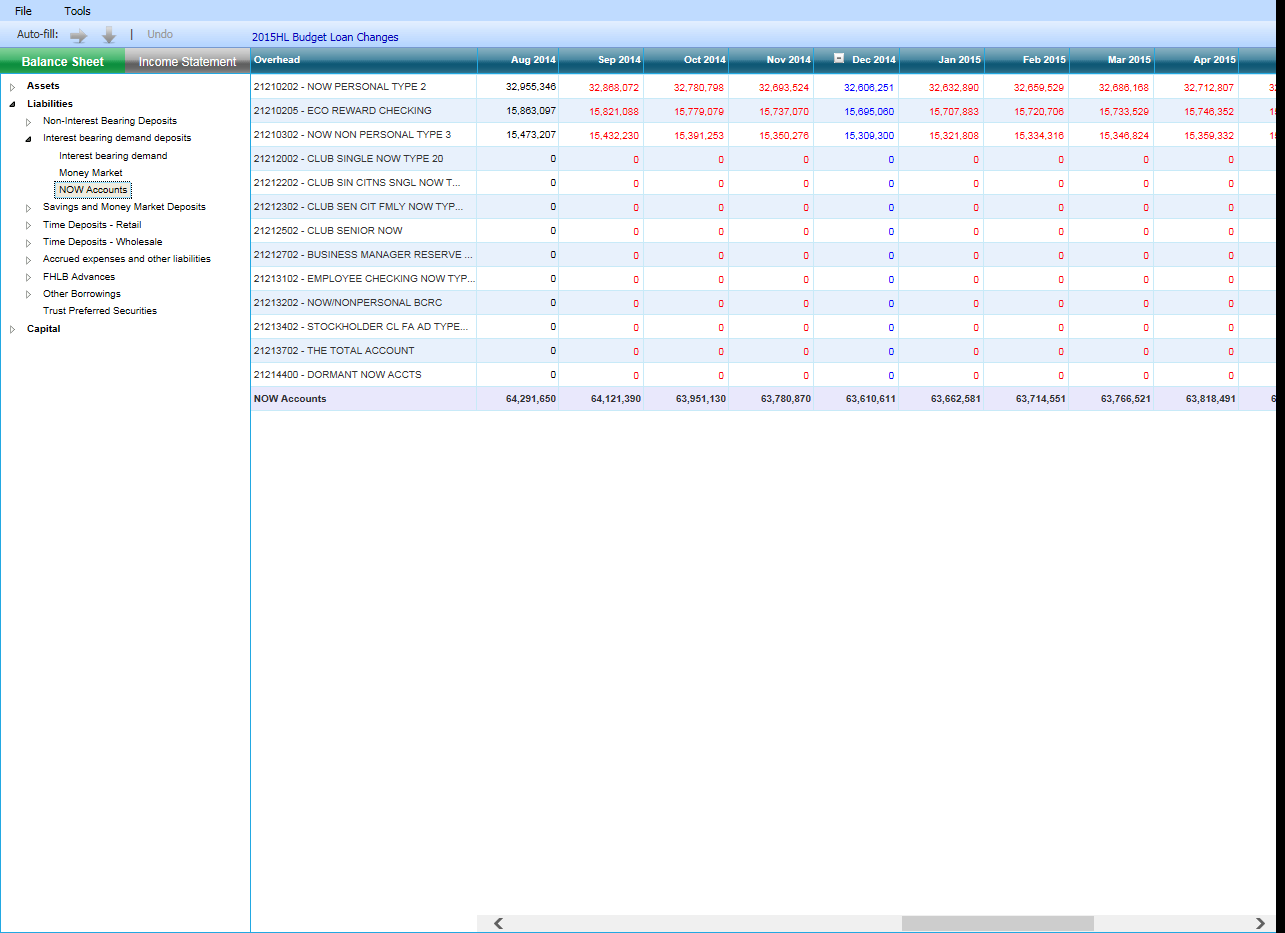 File Tools
Auto-fill: | Undo 2015HL Budget Loan Changes
Balance Sheet Income Statement
Assets
Liabilities
Non-Interest Bearing Deposits
Interest bearing demand deposits
Interest bearing demand
Money Market
NOW Accounts
Savings and Money Market Deposits
Time Deposits - Retail
Time Deposits - Wholesale
Accrued expenses and other liabilities
FHLB Advances
Other Borrowings
Trust Preferred Securities
Capital
Overhead Aug 2014 Sep 2014 Oct 2014 Nov 2014 Dec 2014 Jan 2015 Feb 2015 Mar 2015 Apr 2015
21210202 - NOW PERSONAL TYPE 2 32,955,346 32,868,072 32,780,798 32,693,524 32,606,251 32,632,890 32,659,529 32,686,168 32,712,807
21210205 - ECO REWARD CHECKING 15,863,097 15,821,088 15,779,079 15,737,070 15,695,060 15,707,883 15,720,706 15,733,529 15,746,352
21210302 - NOW NON PERSONAL TYPE 3 15,473,207 15,432,230 15,391,253 15,350,276 15,309,300 15,321,808 15,334,316 15,346,824 15,359,332
21212002 - CLUB SINGLE NOW TYPE 20 0 0 0 0 0 0 0 0 0
21212202 - CLUB SIN CITNS SNGL NOW T... 0 0 0 0 0 0 0 0 0
21212302 - CLUB SEN CIT FMLY NOW TYP... 0 0 0 0 0 0 0 0 0
21212502 - CLUB SENIOR NOW 0 0 0 0 0 0 0 0 0
21212702 - BUSINESS MANAGER RESERVE ... 0 0 0 0 0 0 0 0 0
21213102 - EMPLOYEE CHECKING NOW TYP... 0 0 0 0 0 0 0 0 0
21213202 - NOW/NONPERSONAL BCRC 0 0 0 0 0 0 0 0 0
21213402 - STOCKHOLDER CL FA AD TYPE... 0 0 0 0 0 0 0 0 0
21213702 - THE TOTAL ACCOUNT 0 0 0 0 0 0 0 0 0
21214400 - DORMANT NOW ACCTS 0 0 0 0 0 0 0 0 0
NOW Accounts 64,291,650 64,121,390 63,951,130 63,780,870 63,610,611 63,662,581 63,714,551 63,766,521 63,818,491